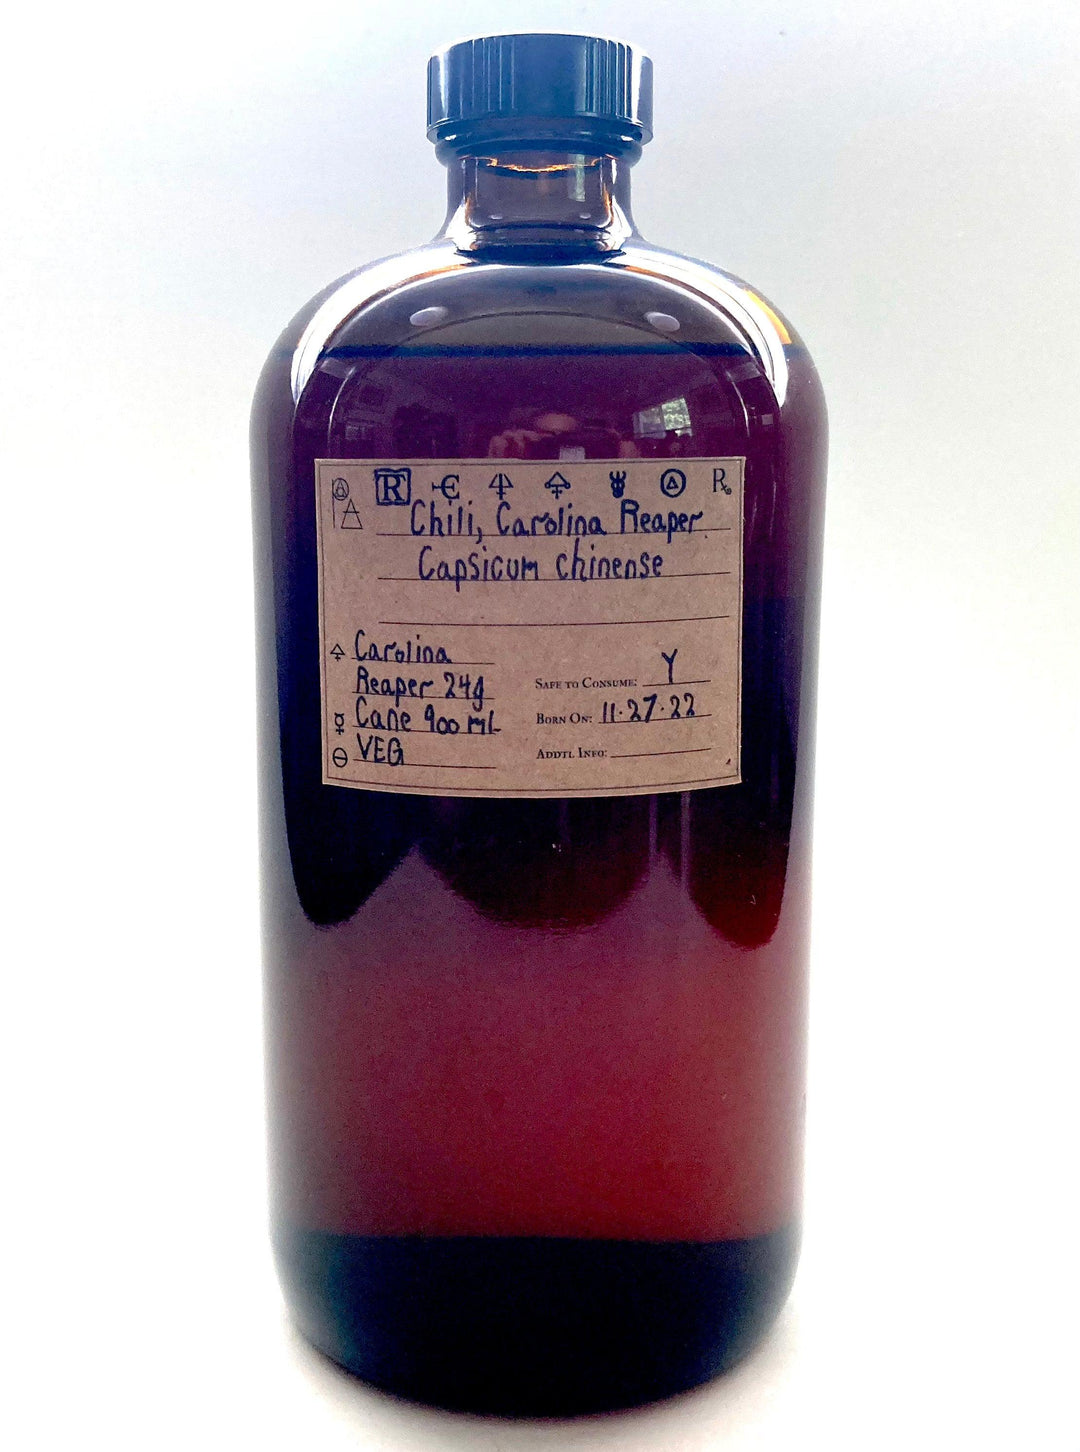 R Rx
Chili, Carolina Reaper
Capsicum chinense
Carolina
Reaper 24g
Cane 900 ML
VEG
SAFE TO CONSUME: Y
BORN ON: 11·27·22
ADDTL INFO: